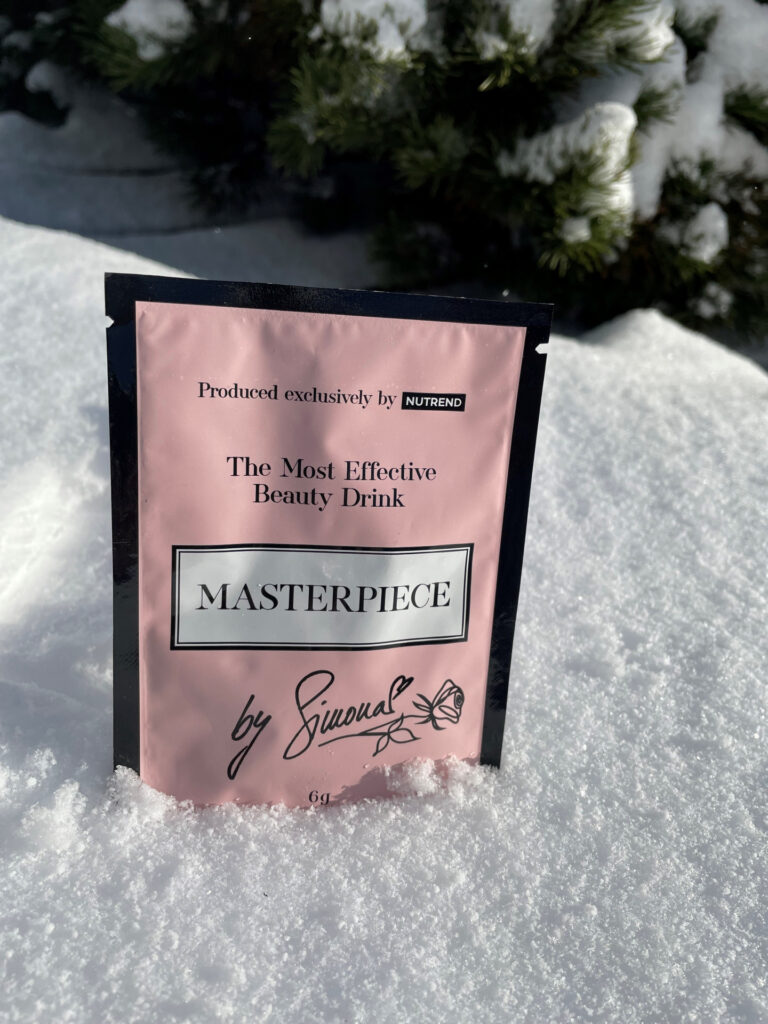 Produced exclusively by NUTREND
The Most Effective
Beauty Drink
MASTERPIECE
by Simona
6g